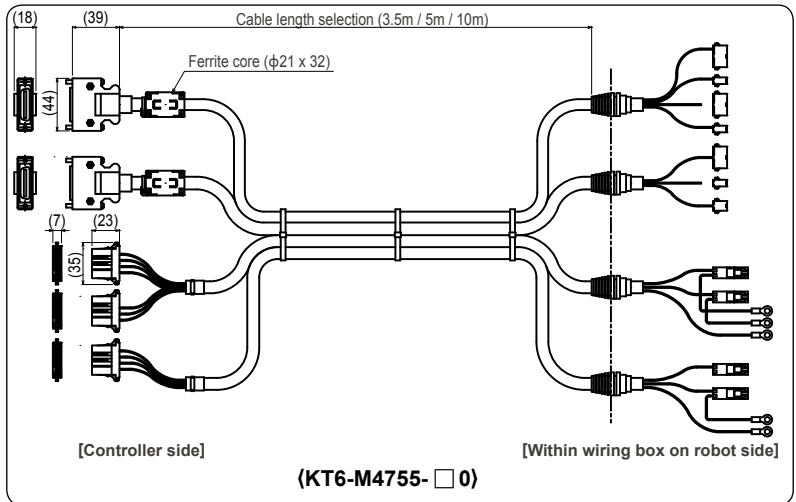 (18)
(39)
Cable length selection (3.5m / 5m / 10m)
Ferrite core (ϕ21 x 32)
(44)
(7)
(23)
(35)
[Controller side]
[Within wiring box on robot side]
⟨KT6-M4755- □ 0⟩